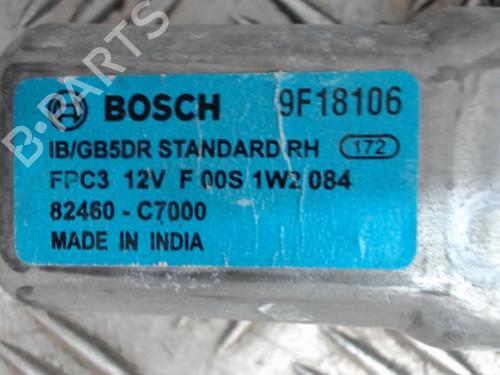 B-PARTS
BOSCH 9F18106
IB/GB5DR STANDARD RH 172
FPC3 12V F 00S 1W2 084
82460 - C7000
MADE IN INDIA